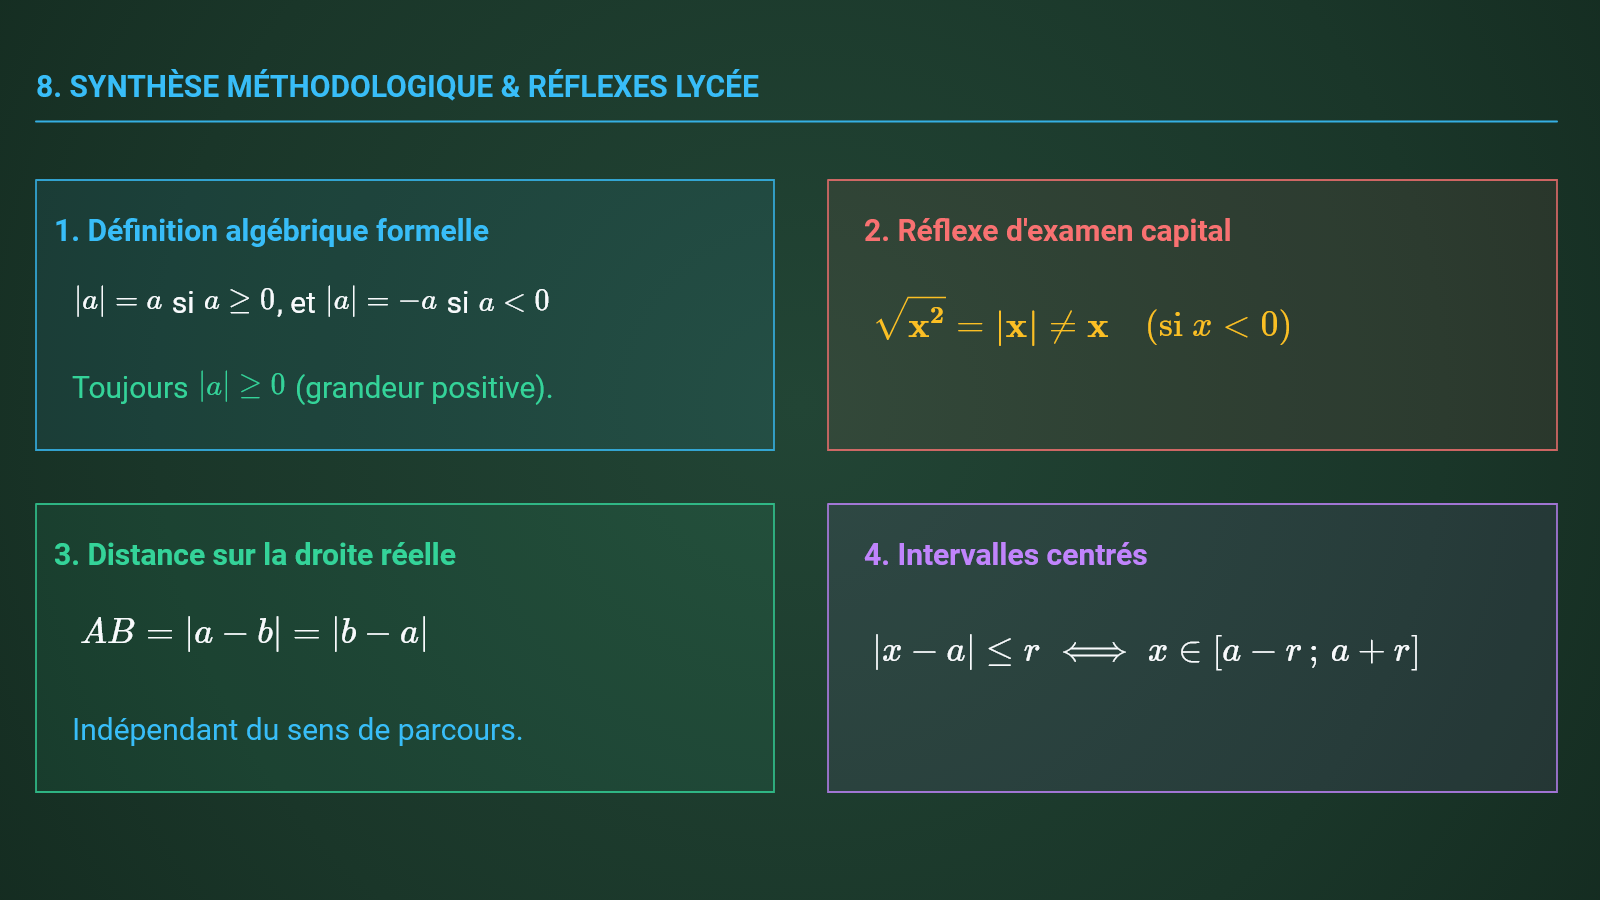 8. SYNTHÈSE MÉTHODOLOGIQUE & RÉFLEXES LYCÉE
1. Définition algébrique formelle
|a| = a si a ≥ 0, et |a| = −a si a < 0
Toujours |a| ≥ 0 (grandeur positive).
2. Réflexe d'examen capital
√x² = |x| ≠ x (si x < 0)
3. Distance sur la droite réelle
AB = |a − b| = |b − a|
Indépendant du sens de parcours.
4. Intervalles centrés
|x − a| ≤ r ⟺ x ∈ [a − r ; a + r]